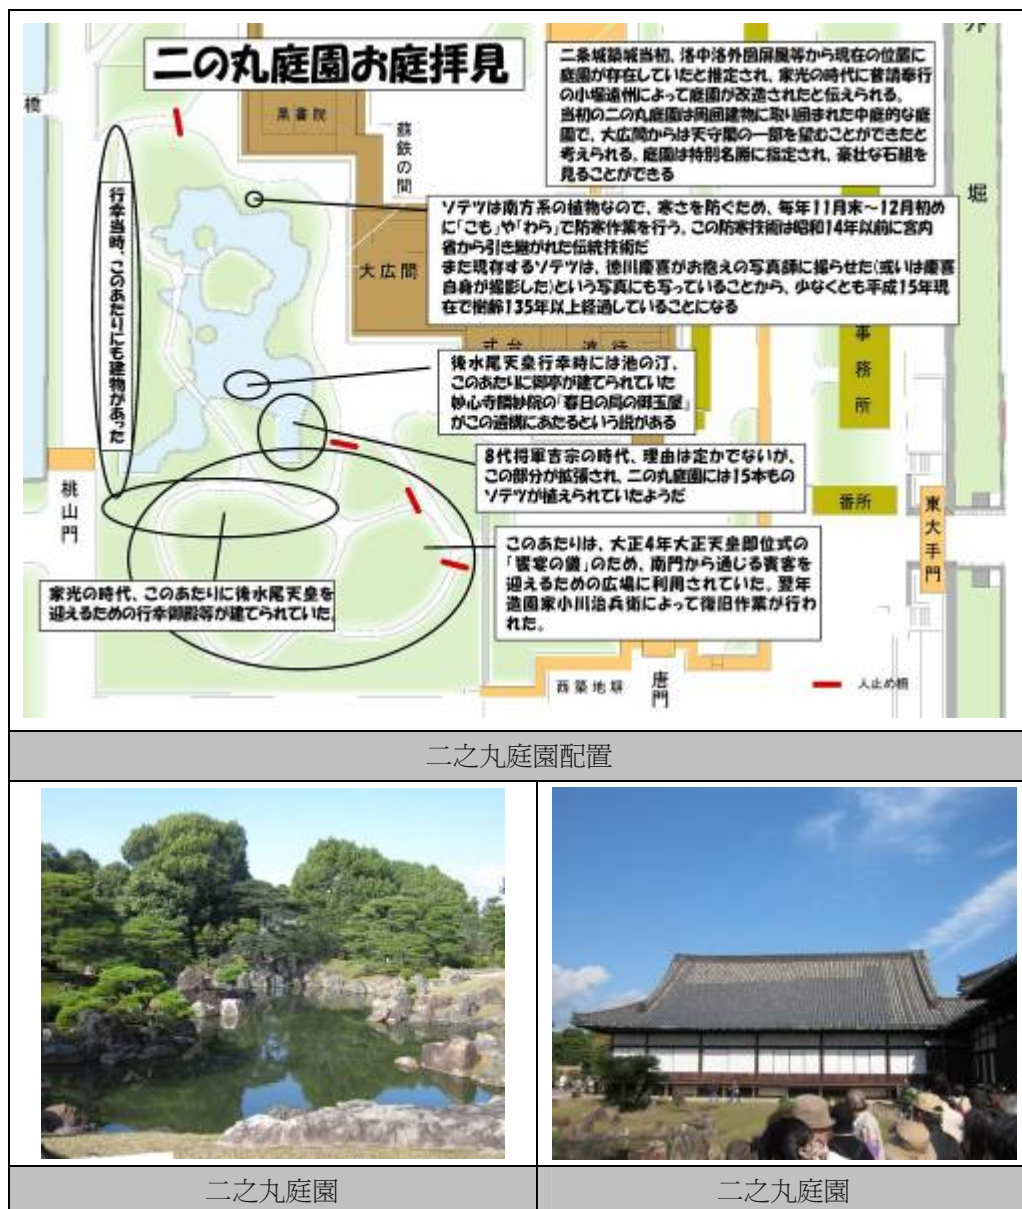 二の丸庭園お庭拝見
二条城築城当初、洛中洛外図屏風等から現在の位置に
庭園が存在していたと推定され、家光の時代に普請奉行
の小堀遠州によって庭園が改造されたと伝えられる。
当初の二の丸庭園は周囲建物に取り囲まれた中庭的な庭
園で、大広間からは天守閣の一部を望むことができたと
考えられる。庭園は特別名勝に指定され、豪壮な石組を
見ることができる
橋
黒書院
蘇鉄の間
堀
行幸当時、このあたりにも建物があった
ソテツは南方系の植物なので、寒さを防ぐため、毎年11月末~12月初め
に「こも」や「わら」で防寒作業を行う。この防寒技術は昭和14年以前に宮内
省から引き継がれた伝統技術だ
また現存するソテツは、徳川慶喜がお抱えの写真師に撮らせた(或いは慶喜
自身が撮影した)という写真にも写っていることから、少なくとも平成15年現
在で樹齢135年以上経過していることになる
大広間
式台
遠侍
事務所
後水尾天皇行幸時には池の汀、
このあたりに御亭が建てられていた
妙心寺麟妙院の「春日の局の御玉屋」
がこの遺構にあたるという説がある
8代将軍吉宗の時代、理由は定かでないが、
この部分が拡張され、二の丸庭園には15本もの
ソテツが植えられていたようだ
桃山門
番所
東大手門
このあたりは、大正4年大正天皇即位式の
「饗宴の儀」のため、南門から通じる賓客を
迎えるための広場に利用されていた。翌年
造園家小川治兵衛によって復旧作業が行わ
れた。
家光の時代、このあたりに後水尾天皇を
迎えるための行幸御殿等が建てられていた。
西築地塀
唐門
人止め柵
二之丸庭園配置
二之丸庭園
二之丸庭園